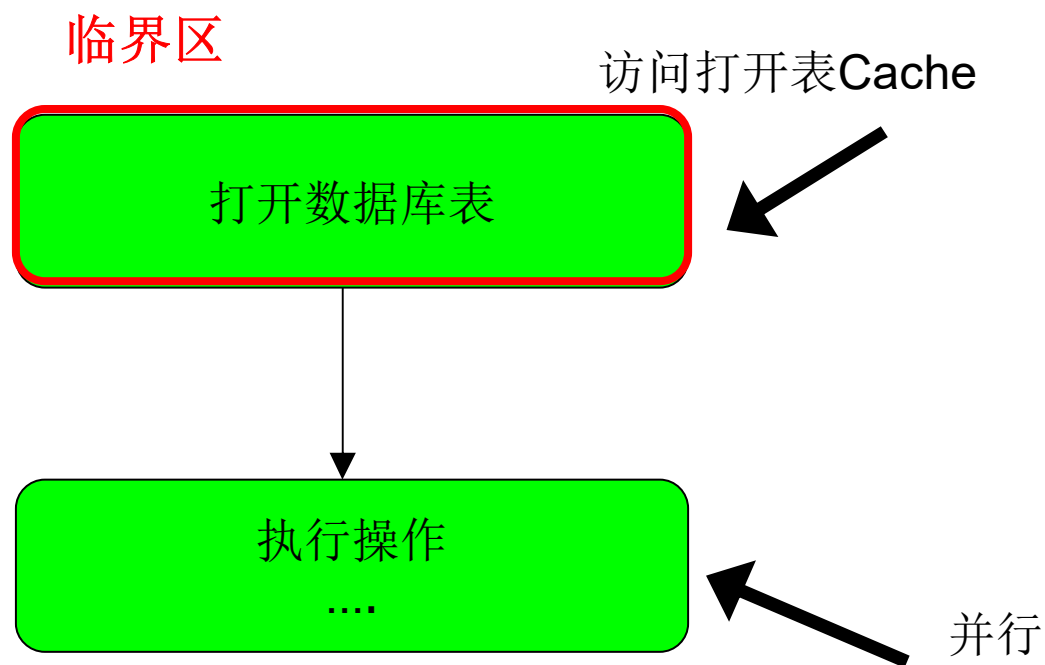 临界区
访问打开表Cache
打开数据库表
执行操作
....
并行